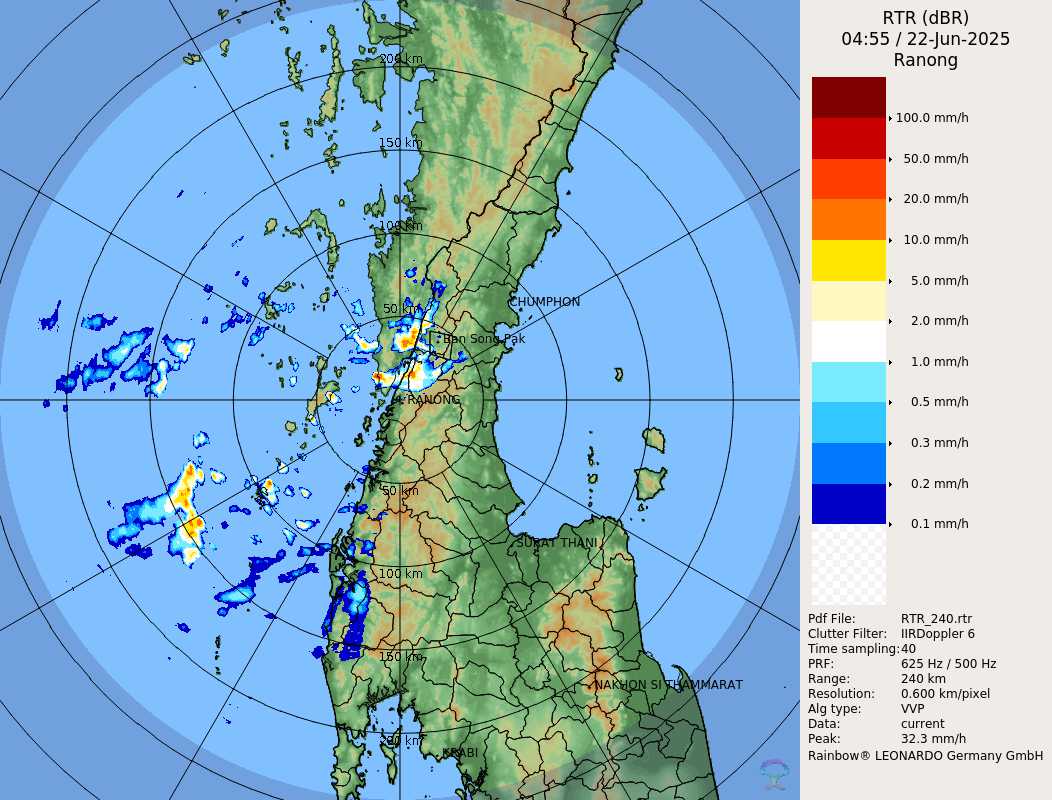 RTR (dBR)
04:55 / 22-Jun-2025
Ranong
100.0 mm/h
50.0 mm/h
20.0 mm/h
10.0 mm/h
5.0 mm/h
2.0 mm/h
1.0 mm/h
0.5 mm/h
0.3 mm/h
0.2 mm/h
0.1 mm/h
Pdf File: RTR_240.rtr
Clutter Filter: IIRDoppler 6
Time sampling:40
PRF: 625 Hz / 500 Hz
Range: 240 km
Resolution: 0.600 km/pixel
Alg type: VVP
Data: current
Peak: 32.3 mm/h
Rainbow® LEONARDO Germany GmbH
200 km
150 km
100 km
CHUMPHON
50 km
Ban Song Pak
RANONG
50 km
SURAT THANI
100 km
150 km
NAKHON SI THAMMARAT
200 km
KRABI